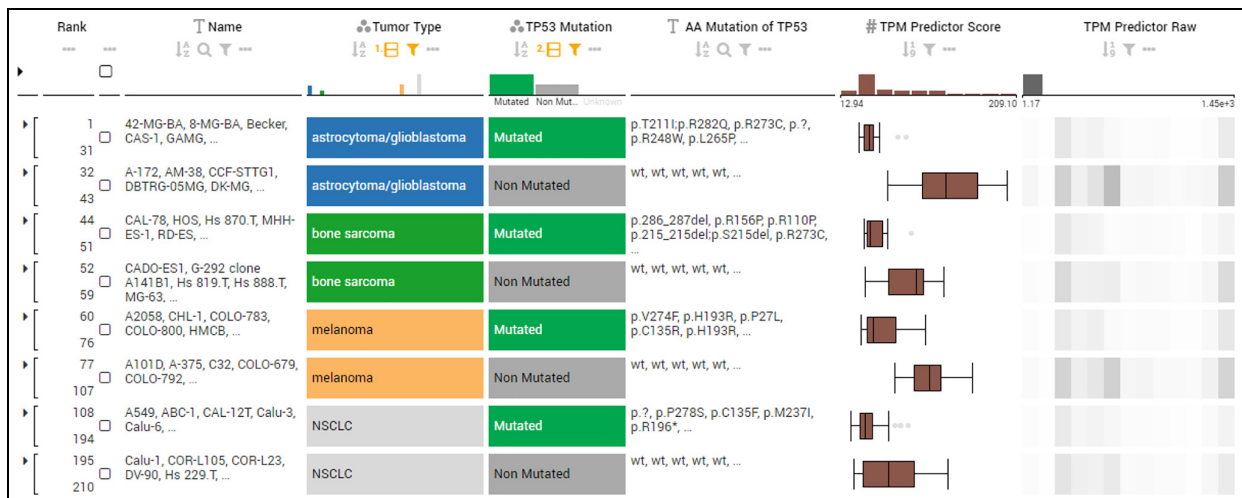 Rank
Name
Tumor Type
TP53 Mutation
AA Mutation of TP53
# TPM Predictor Score
TPM Predictor Raw
1.
2.
Mutated Non Mut... Unknown
12.94 209.10
1.17 1.45e+3
1
31
42-MG-BA, 8-MG-BA, Becker,
CAS-1, GAMG, ...
astrocytoma/glioblastoma
Mutated
p.T211I;p.R282Q, p.R273C, p.?,
p.R248W, p.L265P, ...
32
43
A-172, AM-38, CCF-STTG1,
DBTRG-05MG, DK-MG, ...
astrocytoma/glioblastoma
Non Mutated
wt, wt, wt, wt, wt, ...
44
51
CAL-78, HOS, Hs 870.T, MHH-
ES-1, RD-ES, ...
bone sarcoma
Mutated
p.286_287del, p.R156P, p.R110P,
p.215_215del;p.S215del, p.R273C,
...
52
59
CADO-ES1, G-292 clone
A141B1, Hs 819.T, Hs 888.T,
MG-63, ...
bone sarcoma
Non Mutated
wt, wt, wt, wt, wt, ...
60
76
A2058, CHL-1, COLO-783,
COLO-800, HMCB, ...
melanoma
Mutated
p.V274F, p.H193R, p.P27L,
p.C135R, p.H193R, ...
77
107
A101D, A-375, C32, COLO-679,
COLO-792, ...
melanoma
Non Mutated
wt, wt, wt, wt, wt, ...
108
194
A549, ABC-1, CAL-12T, Calu-3,
Calu-6, ...
NSCLC
Mutated
p.?, p.P278S, p.C135F, p.M237I,
p.R196*, ...
195
210
Calu-1, COR-L105, COR-L23,
DV-90, Hs 229.T, ...
NSCLC
Non Mutated
wt, wt, wt, wt, wt, ...